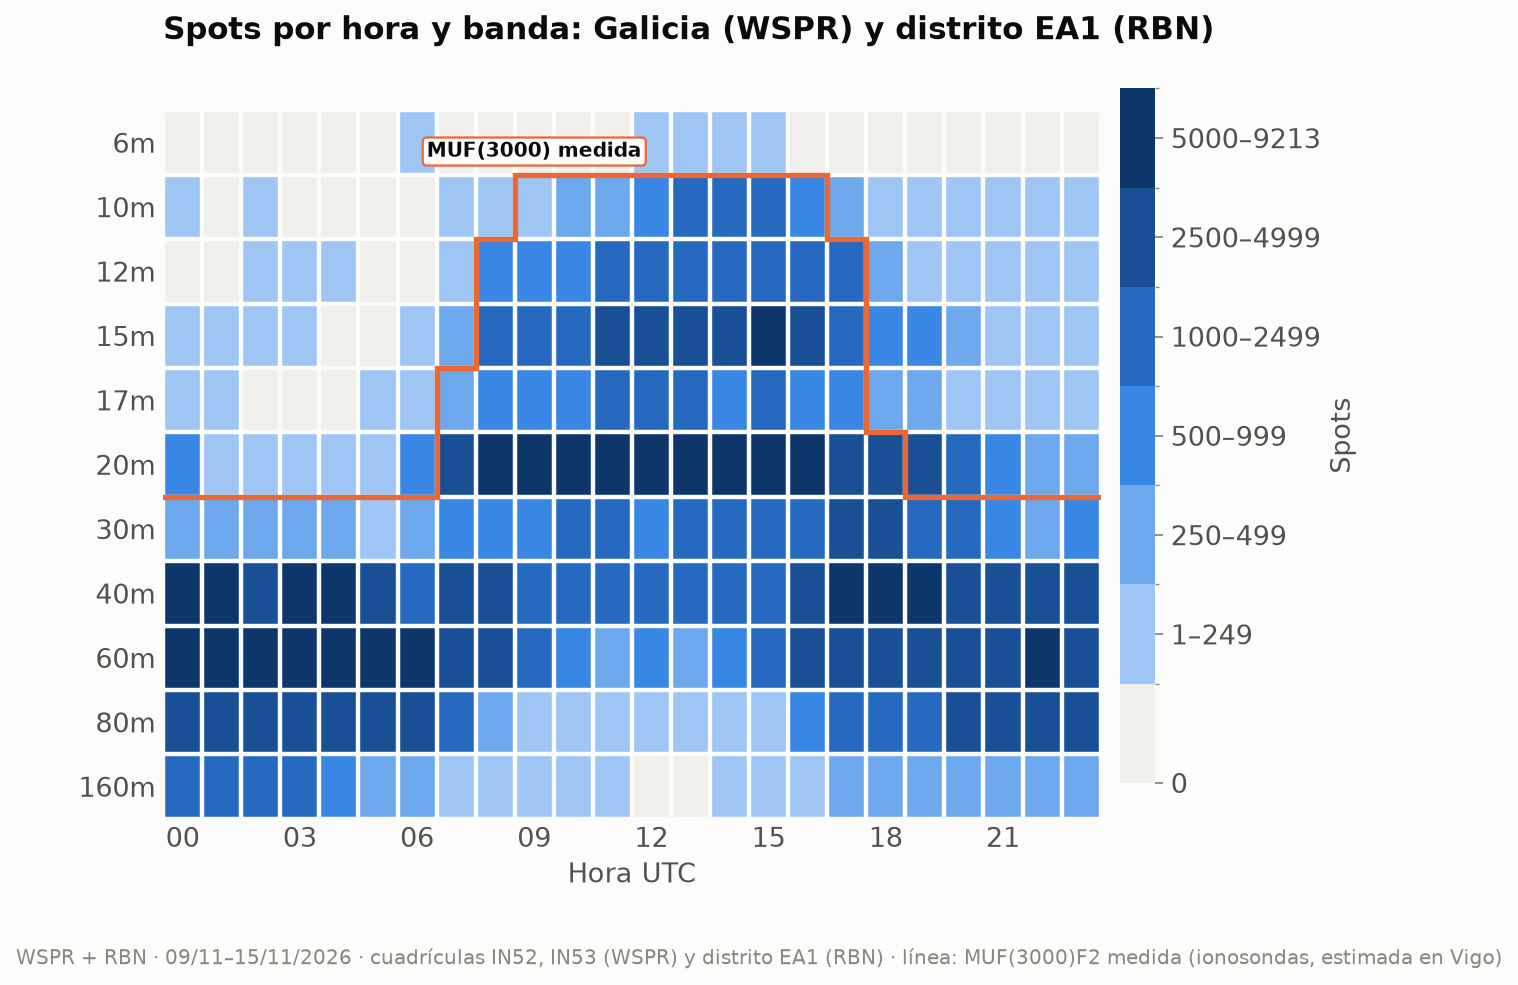 Spots por hora y banda: Galicia (WSPR) y distrito EA1 (RBN)
6m
10m
12m
15m
17m
20m
30m
40m
60m
80m
160m
MUF(3000) medida
00 03 06 09 12 15 18 21
Hora UTC
5000–9213
2500–4999
1000–2499
500–999
250–499
1–249
0
Spots
WSPR + RBN · 09/11–15/11/2026 · cuadrículas IN52, IN53 (WSPR) y distrito EA1 (RBN) · línea: MUF(3000)F2 medida (ionosondas, estimada en Vigo)